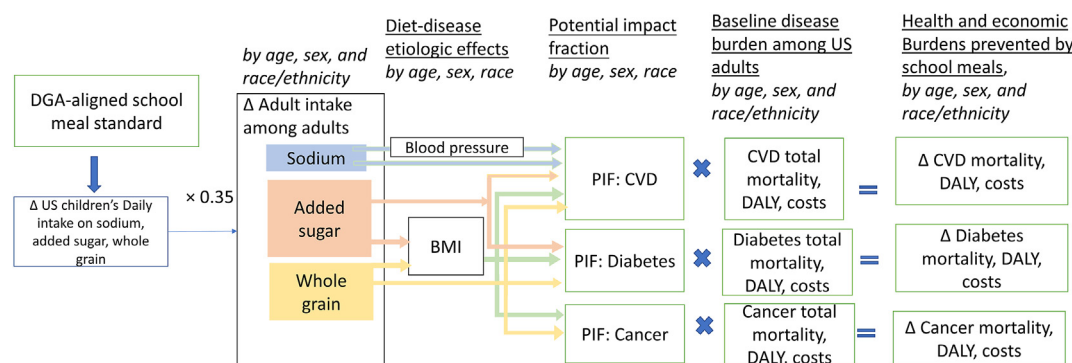 by age, sex, and
race/ethnicity
Diet-disease
etiologic effects
by age, sex, race
Potential impact
fraction
by age, sex, race
Baseline disease
burden among US
adults
by age, sex, and
race/ethnicity
Health and economic
Burdens prevented by
school meals,
by age, sex, and
race/ethnicity
DGA-aligned school
meal standard
Δ US children's Daily
intake on sodium,
added sugar, whole
grain
× 0.35
Δ Adult intake
among adults
Sodium
Added
sugar
Whole
grain
Blood pressure
BMI
PIF: CVD
PIF: Diabetes
PIF: Cancer
CVD total
mortality,
DALY, costs
Diabetes total
mortality,
DALY, costs
Cancer total
mortality,
DALY, costs
=
=
=
Δ CVD mortality,
DALY, costs
Δ Diabetes
mortality, DALY,
costs
Δ Cancer mortality,
DALY, costs